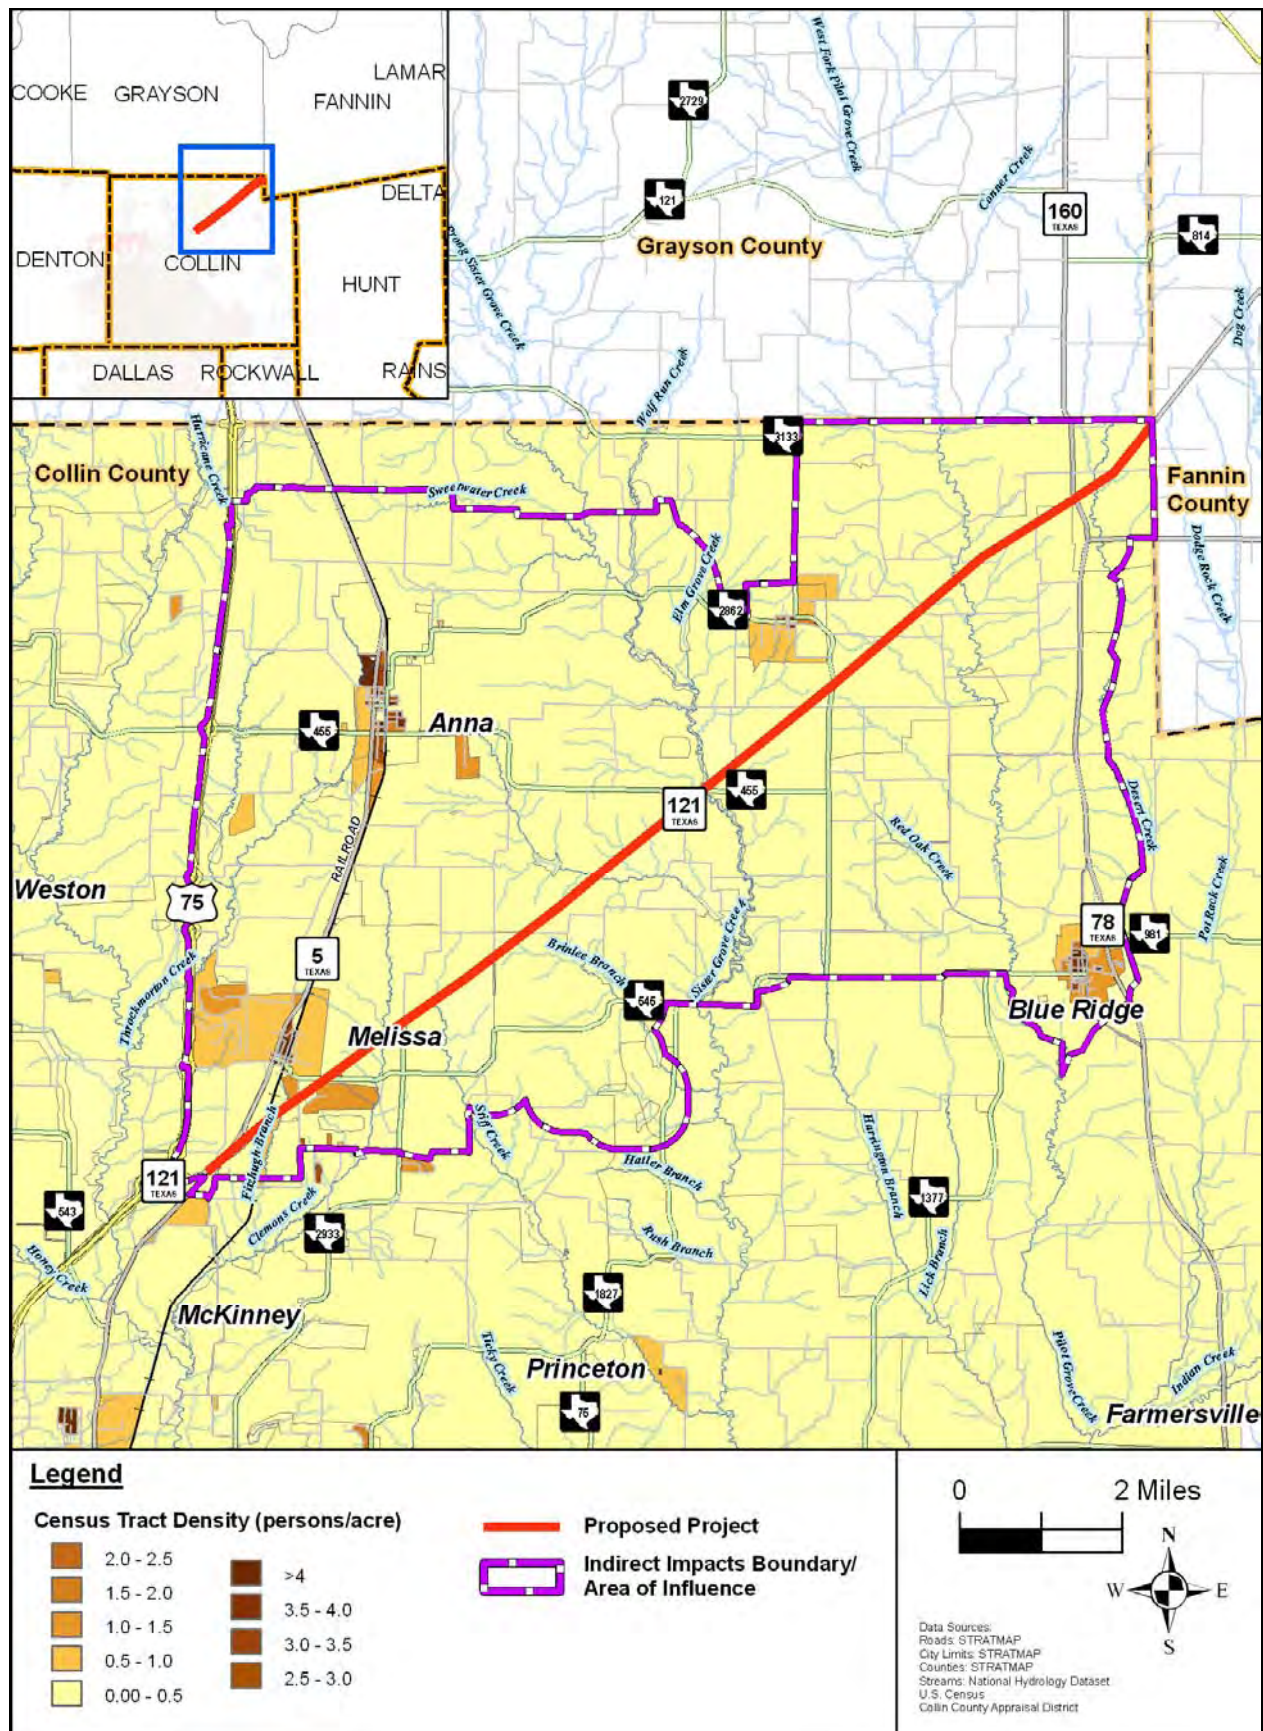 COOKE
GRAYSON
LAMAR
FANNIN
DELTA
DENTON
COLLIN
HUNT
DALLAS
ROCKWALL
RAINS
West Fork Pilot Grove Creek
2729
121
Conner Creek
160
TEXAS
814
Grayson County
Prong Sister Grove Creek
Dog Creek
Wolf Run Creek
Hurricane Creek
3133
Collin County
Sweetwater Creek
Fannin
County
Elm Grove Creek
Dodge Rock Creek
2862
455
Anna
121
TEXAS
455
Desert Creek
RAILROAD
Red Oak Creek
Weston
75
Pot Rack Creek
78
TEXAS
981
5
TEXAS
Throckmorton Creek
Brinlee Branch
Sister Grove Creek
545
Blue Ridge
Melissa
Fitzhugh Branch
Stiff Creek
Hatler Branch
Harrington Branch
121
TEXAS
543
Clemons Creek
2933
1377
Honey Creek
Rush Branch
Lick Branch
1827
McKinney
Ticky Creek
Princeton
75
Pilot Grove Creek
Indian Creek
Farmersville
Legend
Census Tract Density (persons/acre)
2.0 - 2.5
1.5 - 2.0
1.0 - 1.5
0.5 - 1.0
0.00 - 0.5
>4
3.5 - 4.0
3.0 - 3.5
2.5 - 3.0
Proposed Project
Indirect Impacts Boundary/
Area of Influence
0 2 Miles
N
W E
S
Data Sources:
Roads: STRATMAP
City Limits: STRATMAP
Counties: STRATMAP
Streams: National Hydrology Dataset
U.S. Census
Collin County Appraisal District